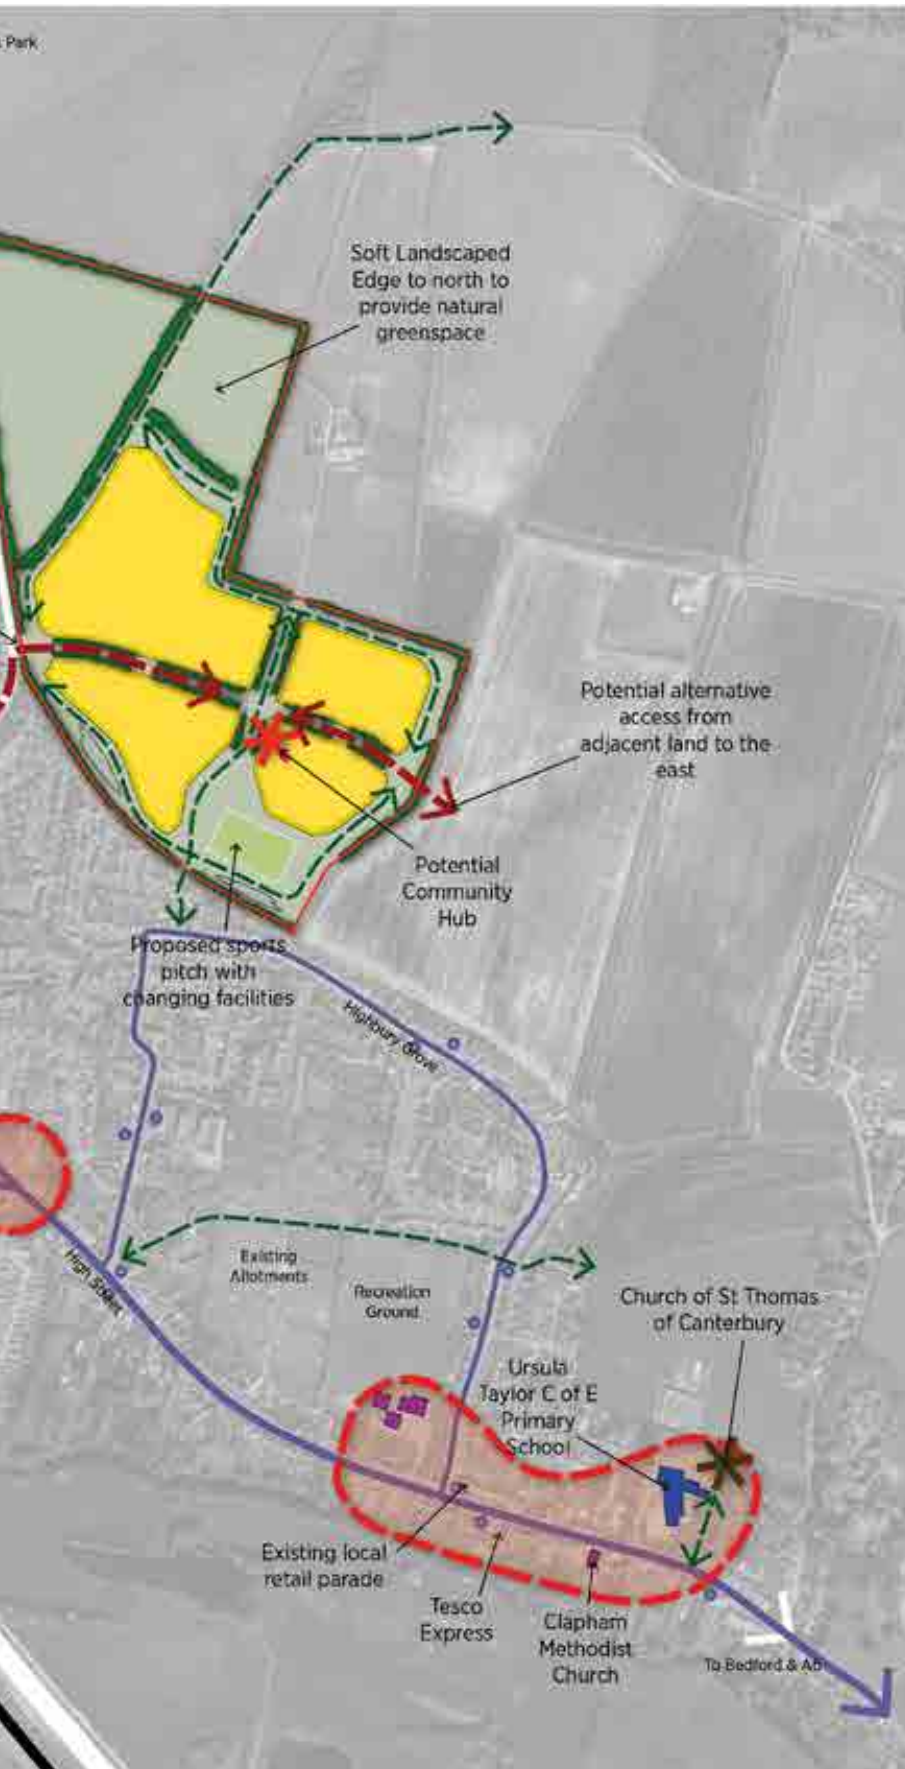 Park
Soft Landscaped
Edge to north to
provide natural
greenspace
Potential alternative
access from
adjacent land to the
east
Potential
Community
Hub
Proposed sports
pitch with
changing facilities
Highbury Grove
High Street
Existing
Allotments
Recreation
Ground
Church of St Thomas
of Canterbury
Ursula
Taylor C of E
Primary
School
Existing local
retail parade
Tesco
Express
Clapham
Methodist
Church
To Bedford & A6